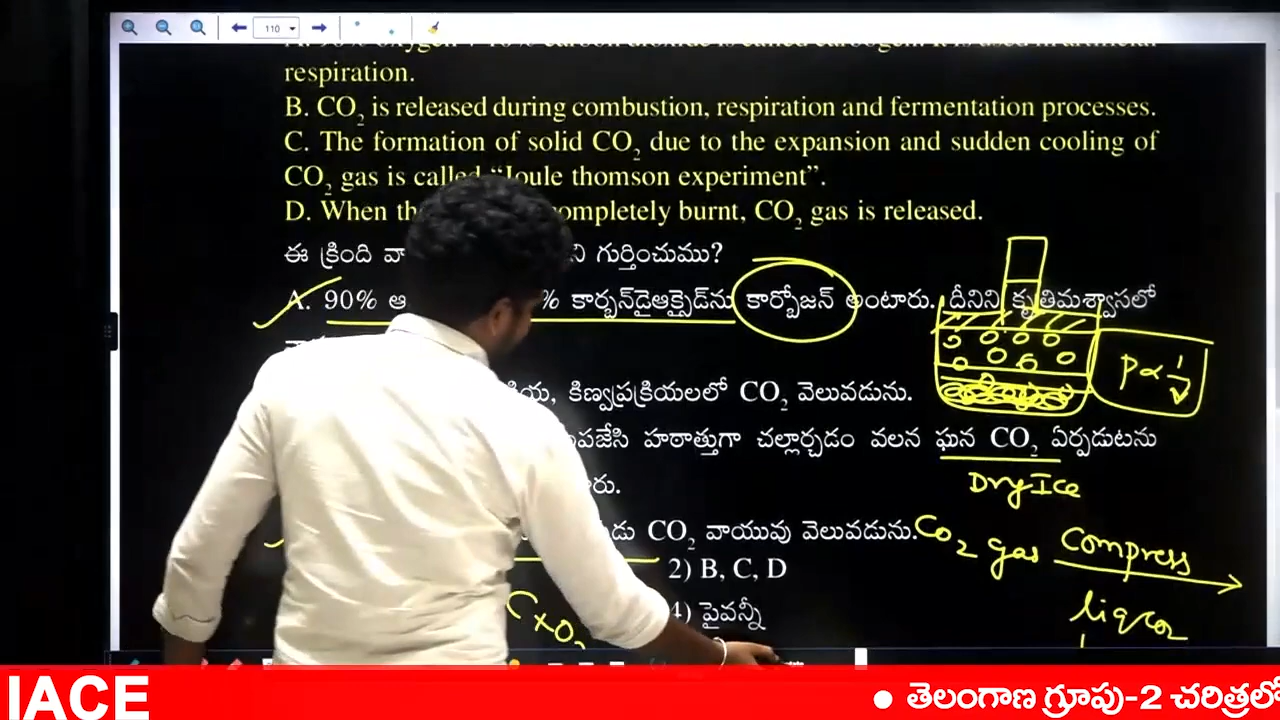 110
respiration.
B. CO2 is released during combustion, respiration and fermentation processes.
C. The formation of solid CO2 due to the expansion and sudden cooling of
CO2 gas is called “Joule thomson experiment”.
D. When th ompletely burnt, CO2 gas is released.
ఈ క్రింది వా ని గుర్తించుము?
A. 90% ఆ % కార్బన్‌డైఆక్సైడ్‌ను కార్బోజన్ అంటారు. దీనిని కృత్రిమశ్వాసలో
P ∝ 1/V
కిణ్వప్రక్రియలలో CO2 వెలువడును.
హఠాత్తుగా చల్లార్చడం వలన ఘన CO2 ఏర్పడుటను
Dry Ice
CO2 వాయువు వెలువడును.
Co2 gas compress
2) B, C, D
4) పైవన్నీ
C+O2
IACE
● తెలంగాణ గ్రూపు-2 చరిత్రలో